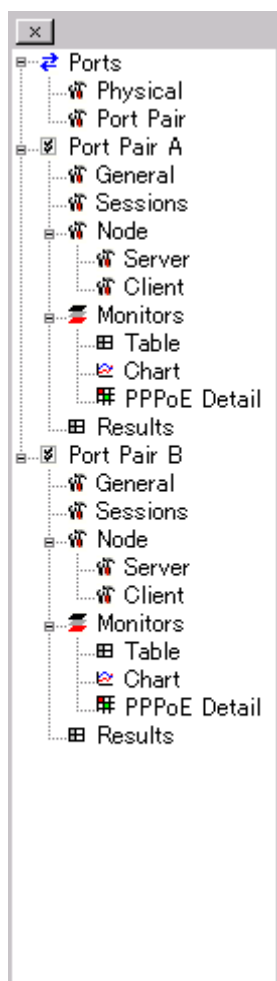 Ports
Physical
Port Pair
Port Pair A
General
Sessions
Node
Server
Client
Monitors
Table
Chart
PPPoE Detail
Results
Port Pair B
General
Sessions
Node
Server
Client
Monitors
Table
Chart
PPPoE Detail
Results